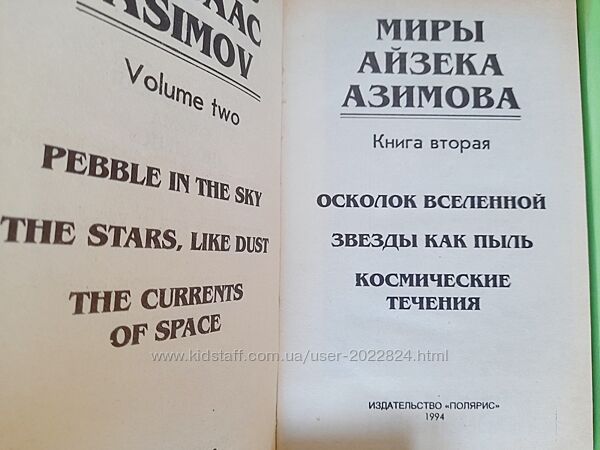 ASIMOV
Volume two
PEBBLE IN THE SKY
THE STARS, LIKE DUST
THE CURRENTS
OF SPACE
МИРЫ
АЙЗЕКА
АЗИМОВА
Книга вторая
ОСКОЛОК ВСЕЛЕННОЙ
ЗВЕЗДЫ КАК ПЫЛЬ
КОСМИЧЕСКИЕ
ТЕЧЕНИЯ
ИЗДАТЕЛЬСТВО «ПОЛЯРИС»
1994
www.kidstaff.com.ua/user-2022824.html